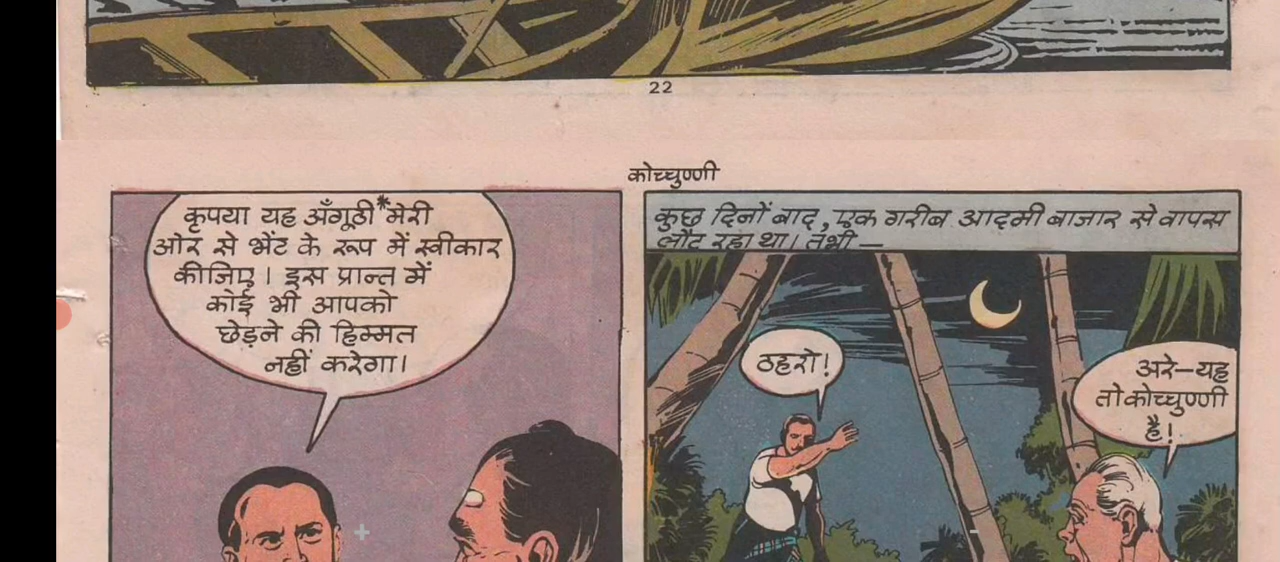 22
कोच्चुण्णी
कृपया यह अँगूठी* मेरी
ओर से भेंट के रूप में स्वीकार
कीजिए। इस प्रान्त में
कोई भी आपको
छेड़ने की हिम्मत
नहीं करेगा।
कुछ दिनों बाद, एक गरीब आदमी बाजार से वापस
लौट रहा था। तभी —
ठहरो!
अरे—यह
तो कोच्चुण्णी
है!